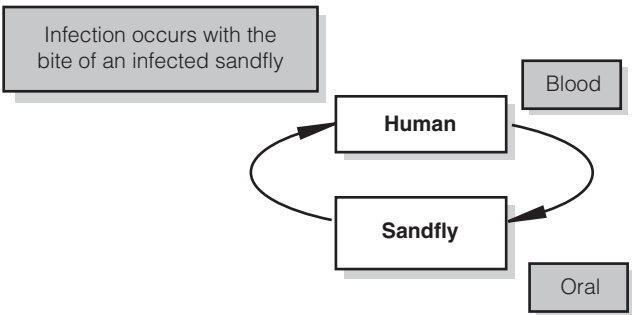 Infection occurs with the
bite of an infected sandfly
Blood
Human
Sandfly
Oral